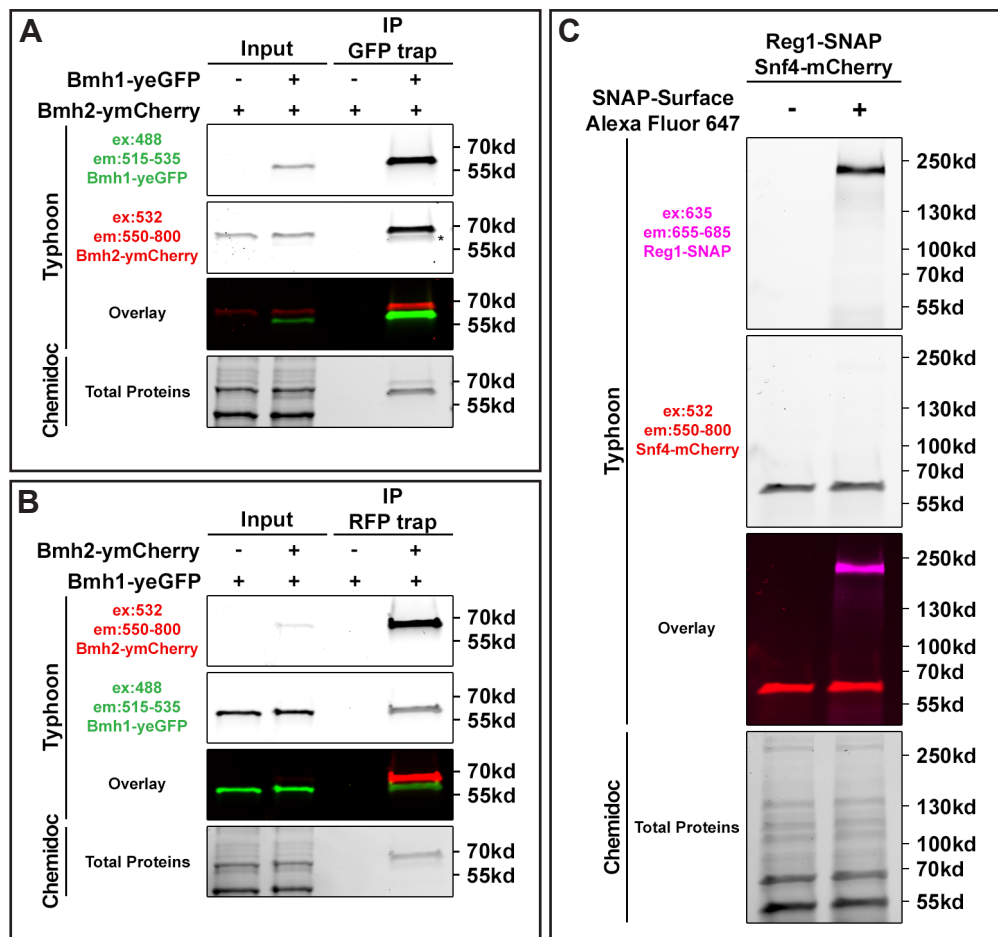 A
Input
IP
GFP trap
Bmh1-yeGFP - + - +
Bmh2-ymCherry + + + +
Typhoon
ex:488
em:515-535
Bmh1-yeGFP
70kd
55kd
ex:532
em:550-800
Bmh2-ymCherry
70kd
*
55kd
Overlay
70kd
55kd
Chemidoc
Total Proteins
70kd
55kd
B
Input
IP
RFP trap
Bmh2-ymCherry - + - +
Bmh1-yeGFP + + + +
Typhoon
ex:532
em:550-800
Bmh2-ymCherry
70kd
55kd
ex:488
em:515-535
Bmh1-yeGFP
70kd
55kd
Overlay
70kd
55kd
Chemidoc
Total Proteins
70kd
55kd
C
Reg1-SNAP
Snf4-mCherry
SNAP-Surface
Alexa Fluor 647
- +
Typhoon
ex:635
em:655-685
Reg1-SNAP
250kd
130kd
100kd
70kd
55kd
ex:532
em:550-800
Snf4-mCherry
250kd
130kd
100kd
70kd
55kd
Overlay
250kd
130kd
100kd
70kd
55kd
Chemidoc
Total Proteins
250kd
130kd
100kd
70kd
55kd